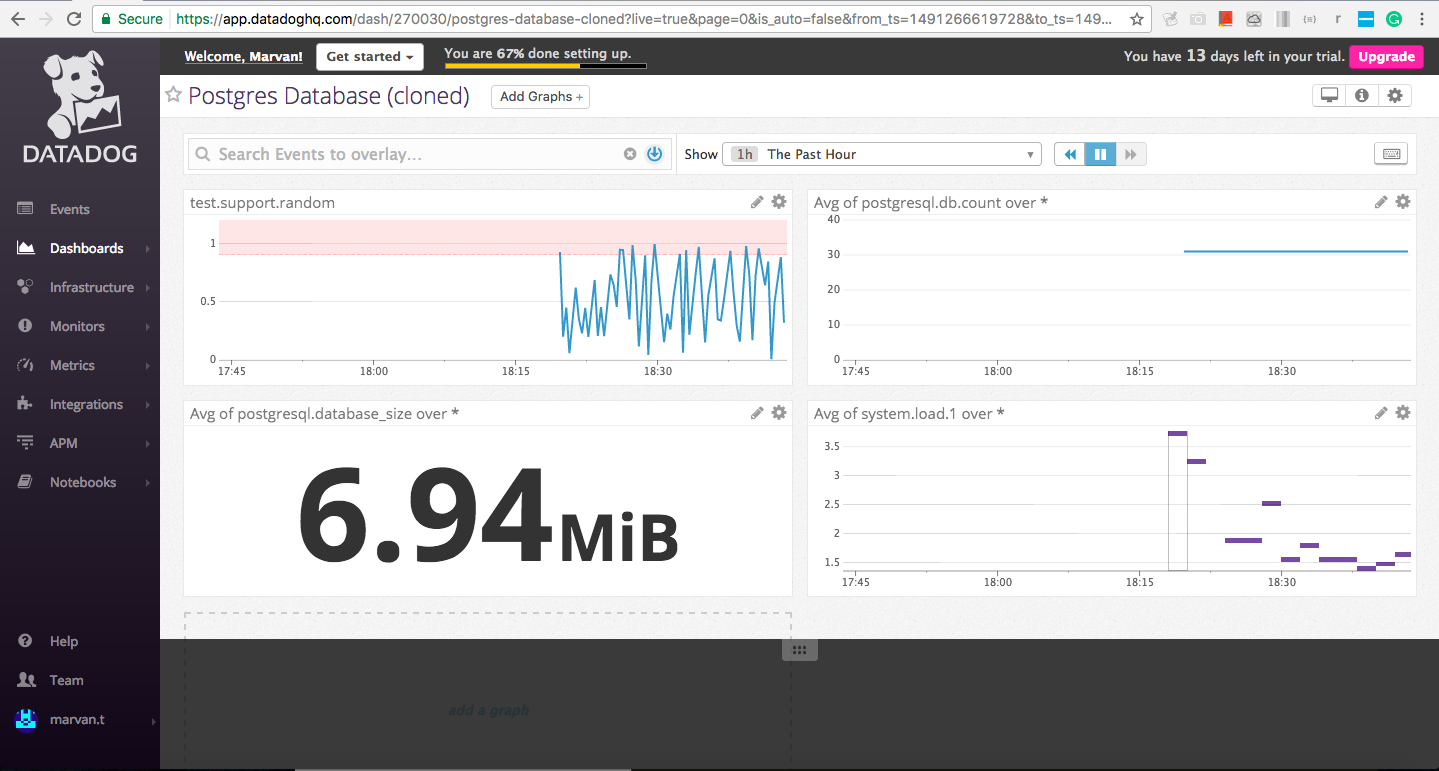 Secure https://app.datadoghq.com/dash/270030/postgres-database-cloned?live=true&page=0&is_auto=false&from_ts=1491266619728&to_ts=149...
Welcome, Marvan! Get started You are 67% done setting up. You have 13 days left in your trial. Upgrade
DATADOG
Events
Dashboards
Infrastructure
Monitors
Metrics
Integrations
APM
Notebooks
Help
Team
marvan.t
Postgres Database (cloned) Add Graphs +
Search Events to overlay... Show 1h The Past Hour
test.support.random
1
0.5
0
17:45 18:00 18:15 18:30
Avg of postgresql.db.count over *
40
30
20
10
0
17:45 18:00 18:15 18:30
Avg of postgresql.database_size over *
6.94MiB
Avg of system.load.1 over *
3.5
3
2.5
2
1.5
17:45 18:00 18:15 18:30
add a graph